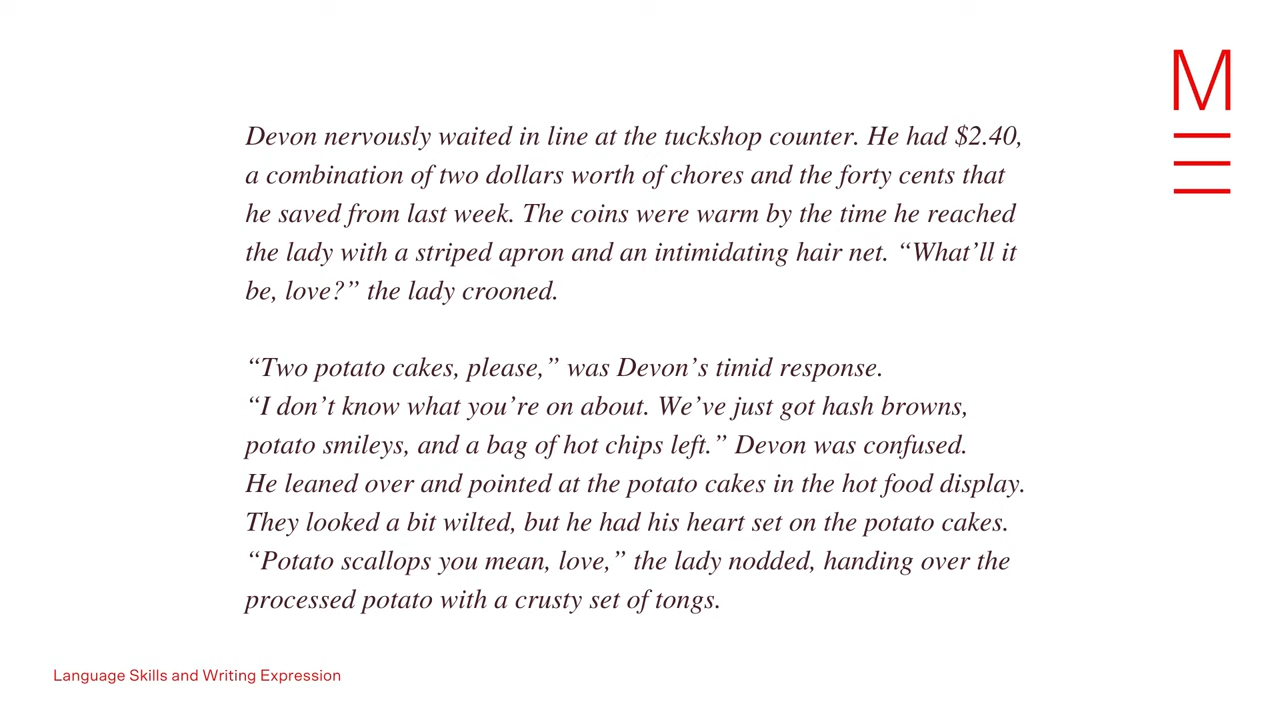 Devon nervously waited in line at the tuckshop counter. He had $2.40,
a combination of two dollars worth of chores and the forty cents that
he saved from last week. The coins were warm by the time he reached
the lady with a striped apron and an intimidating hair net. “What’ll it
be, love?” the lady crooned.
“Two potato cakes, please,” was Devon’s timid response.
“I don’t know what you’re on about. We’ve just got hash browns,
potato smileys, and a bag of hot chips left.” Devon was confused.
He leaned over and pointed at the potato cakes in the hot food display.
They looked a bit wilted, but he had his heart set on the potato cakes.
“Potato scallops you mean, love,” the lady nodded, handing over the
processed potato with a crusty set of tongs.
M
Language Skills and Writing Expression